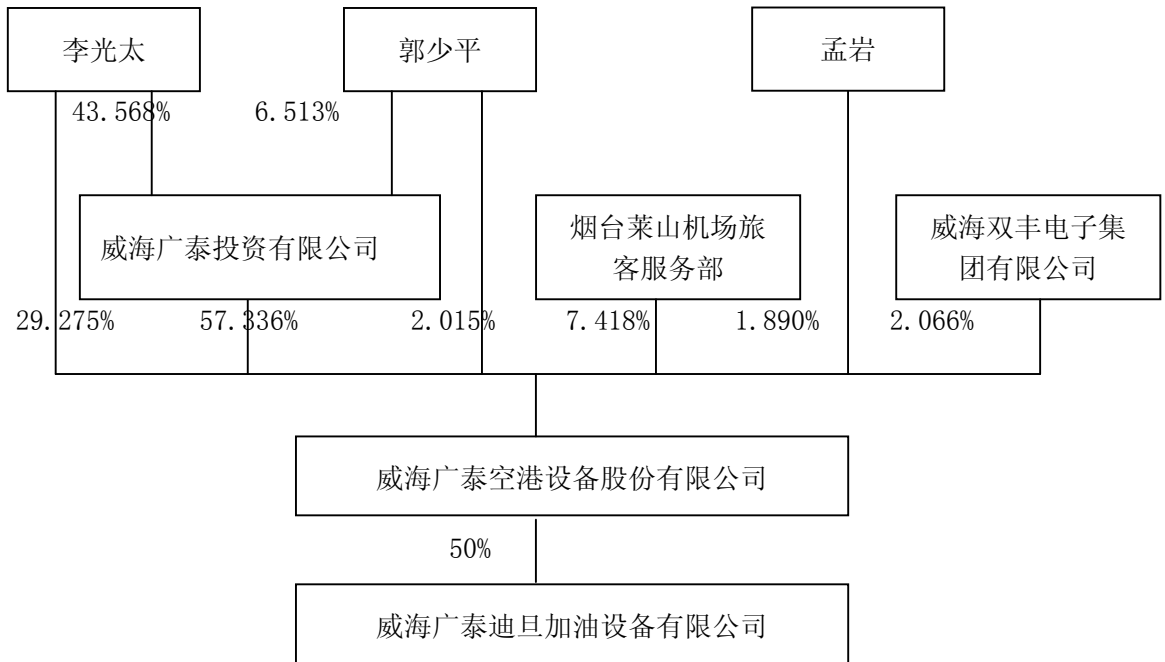 李光太
郭少平
孟岩
43.568%
6.513%
威海广泰投资有限公司
烟台莱山机场旅
客服务部
威海双丰电子集
团有限公司
29.275%
57.336%
2.015%
7.418%
1.890%
2.066%
威海广泰空港设备股份有限公司
50%
威海广泰迪旦加油设备有限公司